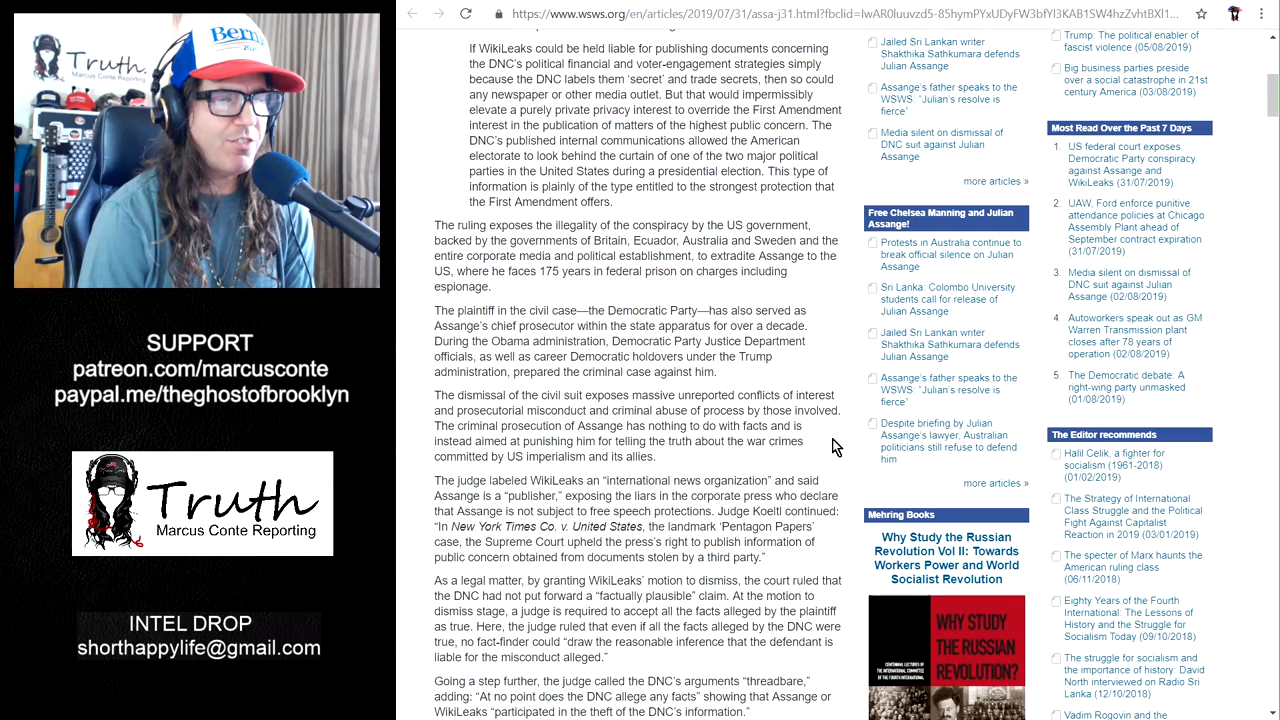 https://www.wsws.org/en/articles/2019/07/31/assa-j31.html?fbclid=
Bernie
Truth.
Marcus Conte Reporting
SUPPORT
patreon.com/marcusconte
paypal.me/theghostofbrooklyn
Truth
Marcus Conte Reporting
INTEL DROP
shorthappylife@gmail.com
If WikiLeaks could be held liable for publishing documents concerning
the DNC's political financial and voter-engagement strategies simply
because the DNC labels them 'secret' and trade secrets, then so could
any newspaper or other media outlet. But that would impermissibly
elevate a purely private privacy interest to override the First Amendment
interest in the publication of matters of the highest public concern. The
DNC's published internal communications allowed the American
electorate to look behind the curtain of one of the two major political
parties in the United States during a presidential election. This type of
information is plainly of the type entitled to the strongest protection that
the First Amendment offers.
The ruling exposes the illegality of the conspiracy by the US government,
backed by the governments of Britain, Ecuador, Australia and Sweden and the
entire corporate media and political establishment, to extradite Assange to the
US, where he faces 175 years in federal prison on charges including
espionage.
The plaintiff in the civil case—the Democratic Party—has also served as
Assange's chief prosecutor within the state apparatus for over a decade.
During the Obama administration, Democratic Party Justice Department
officials, as well as career Democratic holdovers under the Trump
administration, prepared the criminal case against him.
The dismissal of the civil suit exposes massive unreported conflicts of interest
and prosecutorial misconduct and criminal abuse of process by those involved.
The criminal prosecution of Assange has nothing to do with facts and is
instead aimed at punishing him for telling the truth about the war crimes
committed by US imperialism and its allies.
The judge labeled WikiLeaks an “international news organization” and said
Assange is a “publisher,” exposing the liars in the corporate press who declare
that Assange is not subject to free speech protections. Judge Koeltl continued:
“In New York Times Co. v. United States, the landmark ‘Pentagon Papers’
case, the Supreme Court upheld the press's right to publish information of
public concern obtained from documents stolen by a third party.”
As a legal matter, by granting WikiLeaks' motion to dismiss, the court ruled that
the DNC had not put forward a “factually plausible” claim. At the motion to
dismiss stage, a judge is required to accept all the facts alleged by the plaintiff
as true. Here, the judge ruled that even if all the facts alleged by the DNC were
true, no fact-finder could “draw the reasonable inference that the defendant is
liable for the misconduct alleged.”
Going a step further, the judge called the DNC's arguments “threadbare,”
adding: “At no point does the DNC allege any facts” showing that Assange or
WikiLeaks “participated in the theft of the DNC's information.”
Jailed Sri Lankan writer
Shakthika Sathkumara defends
Julian Assange
Assange's father speaks to the
WSWS: “Julian's resolve is
fierce”
Media silent on dismissal of
DNC suit against Julian
Assange
more articles »
Free Chelsea Manning and Julian
Assange!
Protests in Australia continue to
break official silence on Julian
Assange
Sri Lanka: Colombo University
students call for release of
Julian Assange
Jailed Sri Lankan writer
Shakthika Sathkumara defends
Julian Assange
Assange's father speaks to the
WSWS: “Julian's resolve is
fierce”
Despite briefing by Julian
Assange's lawyer, Australian
politicians still refuse to defend
him
more articles »
Mehring Books
Why Study the Russian
Revolution Vol II: Towards
Workers Power and World
Socialist Revolution
WHY STUDY
THE RUSSIAN
REVOLUTION?
CENTENNIAL LECTURES BY
THE INTERNATIONAL COMMITTEE
OF THE FOURTH INTERNATIONAL
Trump: The political enabler of
fascist violence (05/08/2019)
Big business parties preside
over a social catastrophe in 21st
century America (03/08/2019)
Most Read Over the Past 7 Days
1. US federal court exposes
Democratic Party conspiracy
against Assange and
WikiLeaks (31/07/2019)
2. UAW, Ford enforce punitive
attendance policies at Chicago
Assembly Plant ahead of
September contract expiration
(31/07/2019)
3. Media silent on dismissal of
DNC suit against Julian
Assange (02/08/2019)
4. Autoworkers speak out as GM
Warren Transmission plant
closes after 78 years of
operation (02/08/2019)
5. The Democratic debate: A
right-wing party unmasked
(01/08/2019)
The Editor recommends
Halil Celik, a fighter for
socialism (1961-2018)
(01/02/2019)
The Strategy of International
Class Struggle and the Political
Fight Against Capitalist
Reaction in 2019 (03/01/2019)
The specter of Marx haunts the
American ruling class
(06/11/2018)
Eighty Years of the Fourth
International: The Lessons of
History and the Struggle for
Socialism Today (09/10/2018)
The struggle for socialism and
the importance of history: David
North interviewed on Radio Sri
Lanka (12/10/2018)
Vadim Rogovin and the